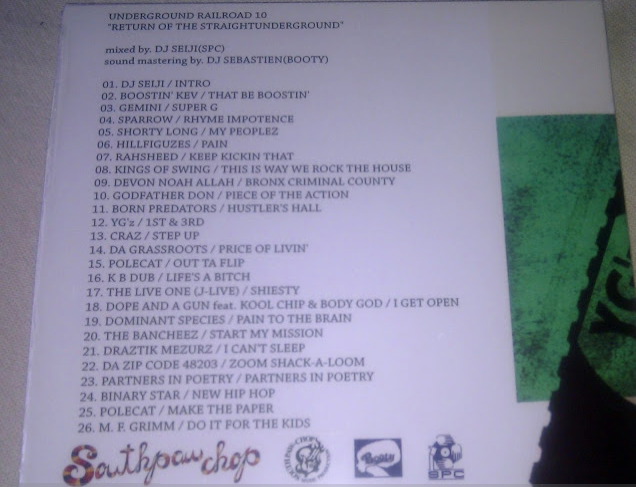 UNDERGROUND RAILROAD 10
"RETURN OF THE STRAIGHTUNDERGROUND"
mixed by. DJ SEIJI(SPC)
sound mastering by. DJ SEBASTIEN(BOOTY)
01. DJ SEIJI / INTRO
02. BOOSTIN' KEV / THAT BE BOOSTIN'
03. GEMINI / SUPER G
04. SPARROW / RHYME IMPOTENCE
05. SHORTY LONG / MY PEOPLEZ
06. HILLFIGUZES / PAIN
07. RAHSHEED / KEEP KICKIN THAT
08. KINGS OF SWING / THIS IS WAY WE ROCK THE HOUSE
09. DEVON NOAH ALLAH / BRONX CRIMINAL COUNTY
10. GODFATHER DON / PIECE OF THE ACTION
11. BORN PREDATORS / HUSTLER'S HALL
12. YG'z / 1ST & 3RD
13. CRAZ / STEP UP
14. DA GRASSROOTS / PRICE OF LIVIN'
15. POLECAT / OUT TA FLIP
16. K B DUB / LIFE'S A BITCH
17. THE LIVE ONE (J-LIVE) / SHIESTY
18. DOPE AND A GUN feat. KOOL CHIP & BODY GOD / I GET OPEN
19. DOMINANT SPECIES / PAIN TO THE BRAIN
20. THE BANCHEEZ / START MY MISSION
21. DRAZTIK MEZURZ / I CAN'T SLEEP
22. DA ZIP CODE 48203 / ZOOM SHACK-A-LOOM
23. PARTNERS IN POETRY / PARTNERS IN POETRY
24. BINARY STAR / NEW HIP HOP
25. POLECAT / MAKE THE PAPER
26. M. F. GRIMM / DO IT FOR THE KIDS
Southpaw chop
Booty
SPC
YG'